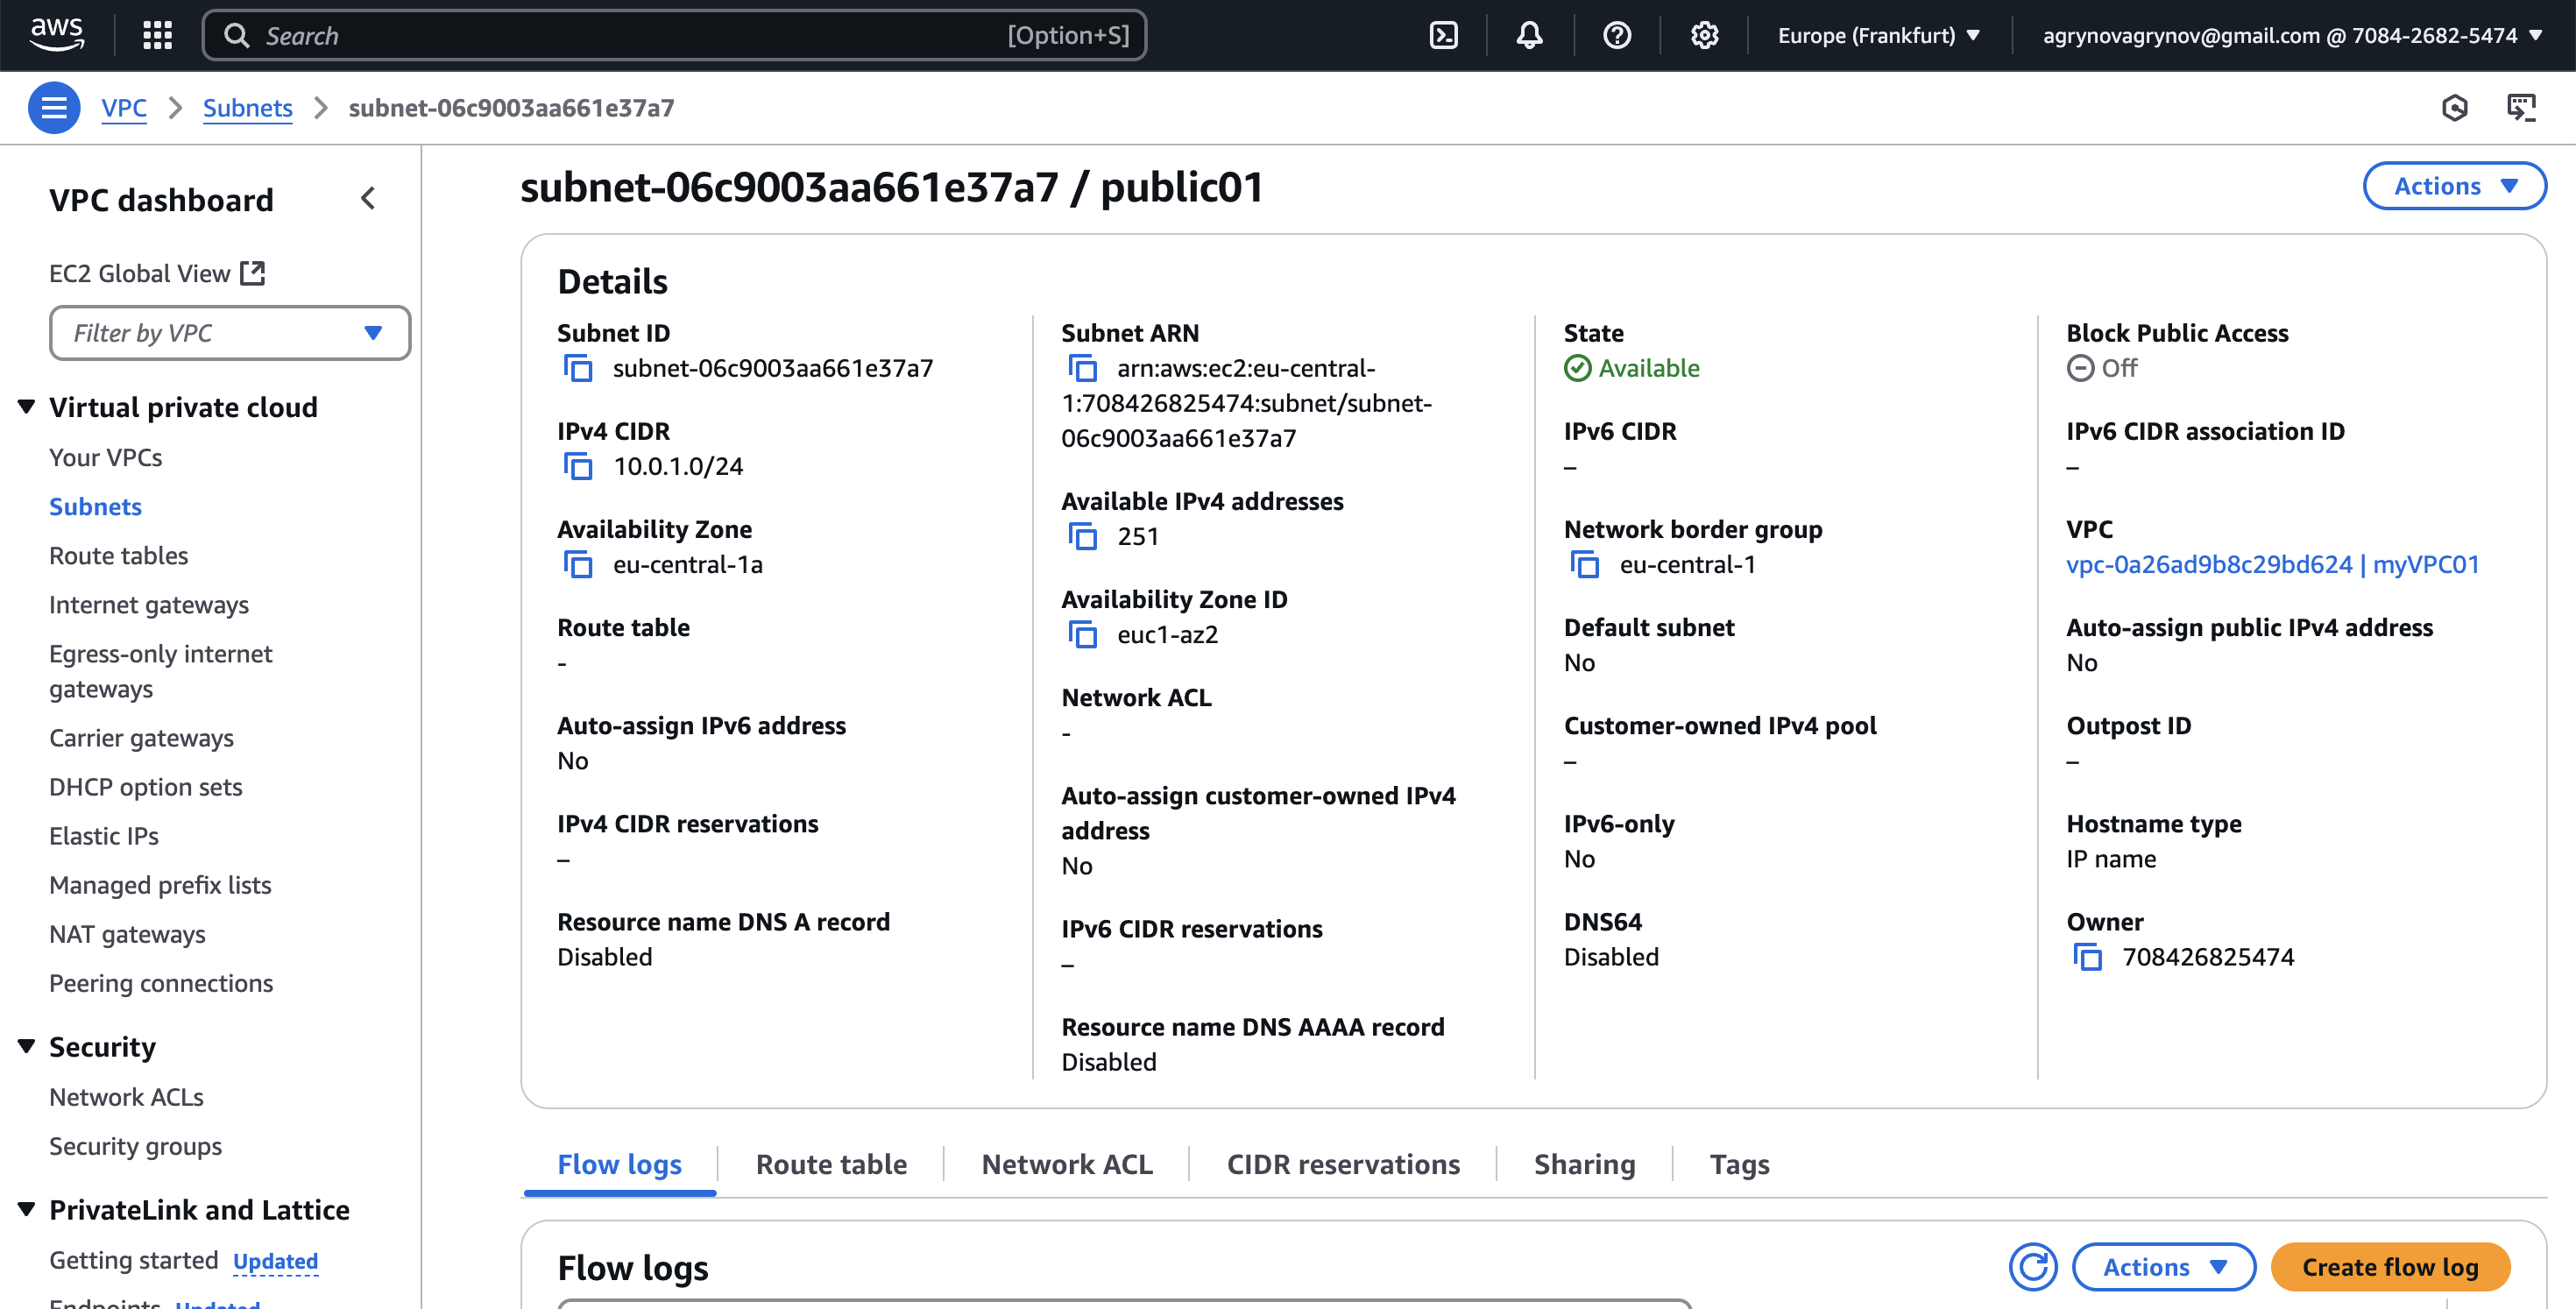 aws
Search
[Option+S]
Europe (Frankfurt)
agrynovagrynov@gmail.com @ 7084-2682-5474
VPC
Subnets
subnet-06c9003aa661e37a7
VPC dashboard
EC2 Global View
Filter by VPC
Virtual private cloud
Your VPCs
Subnets
Route tables
Internet gateways
Egress-only internet
gateways
Carrier gateways
DHCP option sets
Elastic IPs
Managed prefix lists
NAT gateways
Peering connections
Security
Network ACLs
Security groups
PrivateLink and Lattice
Getting started Updated
Endpoints Updated
subnet-06c9003aa661e37a7 / public01
Actions
Details
Subnet ID
subnet-06c9003aa661e37a7
IPv4 CIDR
10.0.1.0/24
Availability Zone
eu-central-1a
Route table
-
Auto-assign IPv6 address
No
IPv4 CIDR reservations
–
Resource name DNS A record
Disabled
Subnet ARN
arn:aws:ec2:eu-central-
1:708426825474:subnet/subnet-
06c9003aa661e37a7
Available IPv4 addresses
251
Availability Zone ID
euc1-az2
Network ACL
-
Auto-assign customer-owned IPv4
address
No
IPv6 CIDR reservations
–
Resource name DNS AAAA record
Disabled
State
Available
IPv6 CIDR
–
Network border group
eu-central-1
Default subnet
No
Customer-owned IPv4 pool
–
IPv6-only
No
DNS64
Disabled
Block Public Access
Off
IPv6 CIDR association ID
–
VPC
vpc-0a26ad9b8c29bd624 | myVPC01
Auto-assign public IPv4 address
No
Outpost ID
–
Hostname type
IP name
Owner
708426825474
Flow logs
Route table
Network ACL
CIDR reservations
Sharing
Tags
Flow logs
Actions
Create flow log